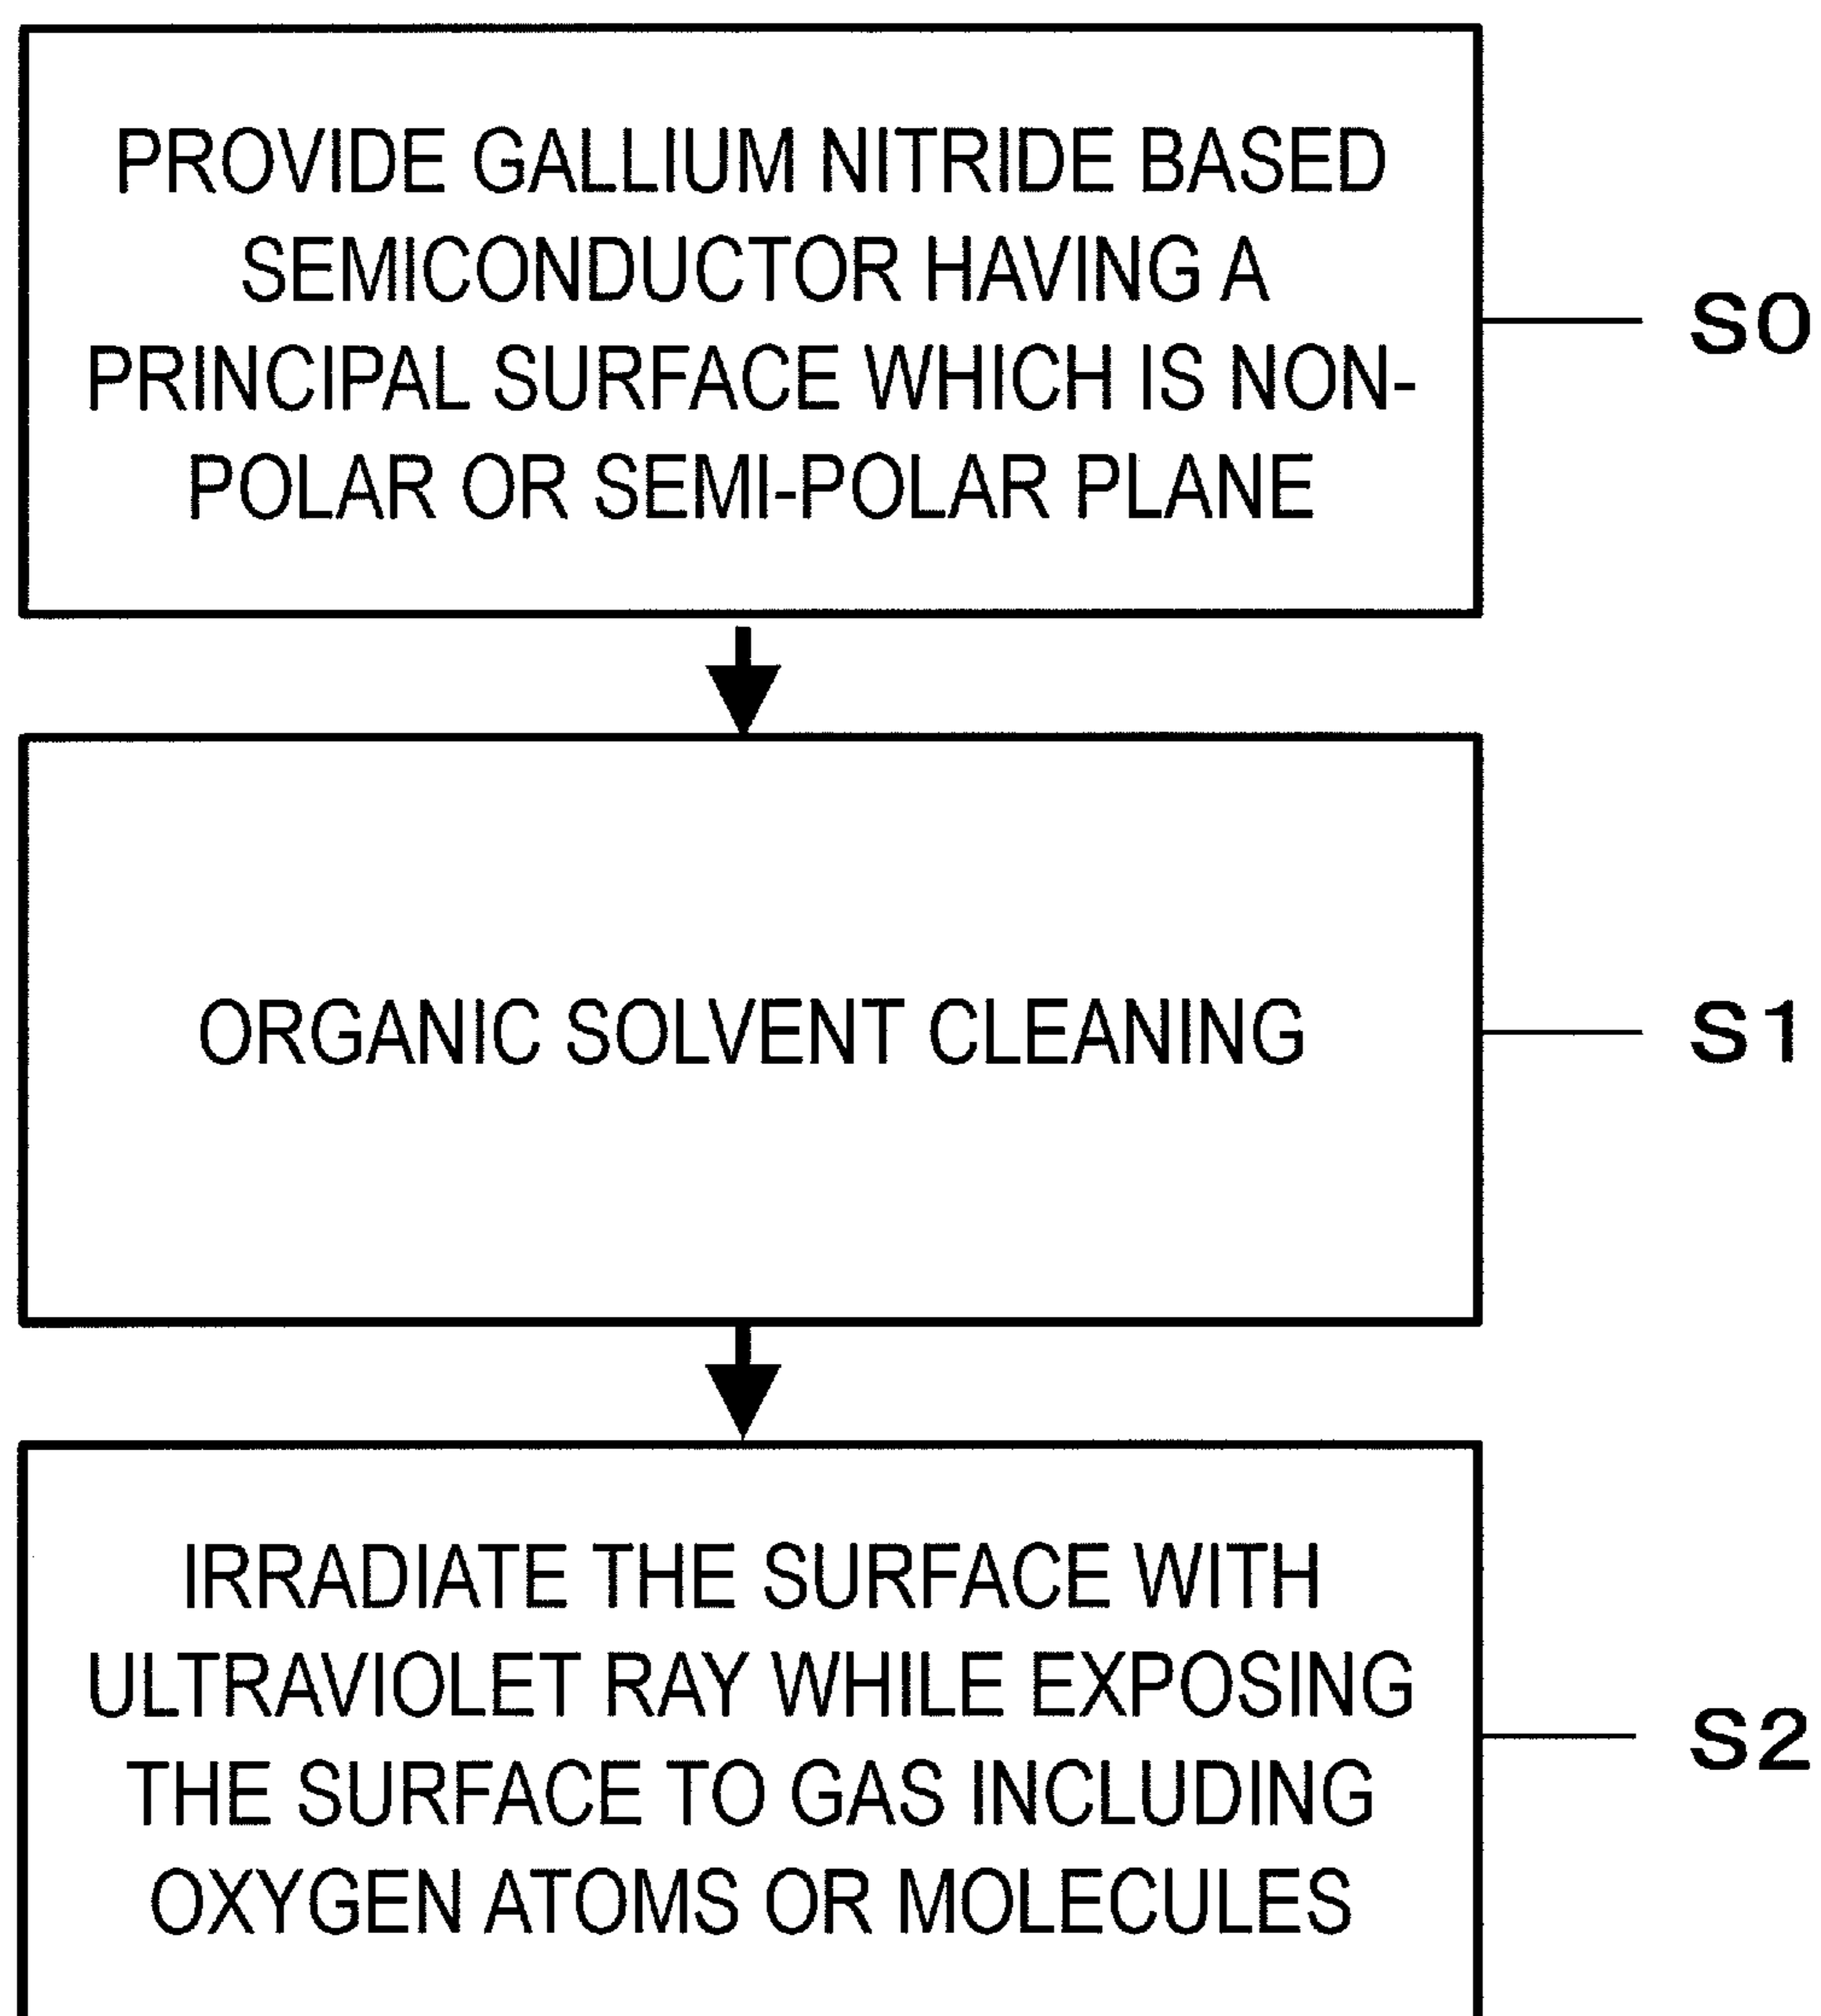 PROVIDE GALLIUM NITRIDE BASED
SEMICONDUCTOR HAVING A
PRINCIPAL SURFACE WHICH IS NON-
POLAR OR SEMI-POLAR PLANE
S0
ORGANIC SOLVENT CLEANING
S1
IRRADIATE THE SURFACE WITH
ULTRAVIOLET RAY WHILE EXPOSING
THE SURFACE TO GAS INCLUDING
OXYGEN ATOMS OR MOLECULES
S2